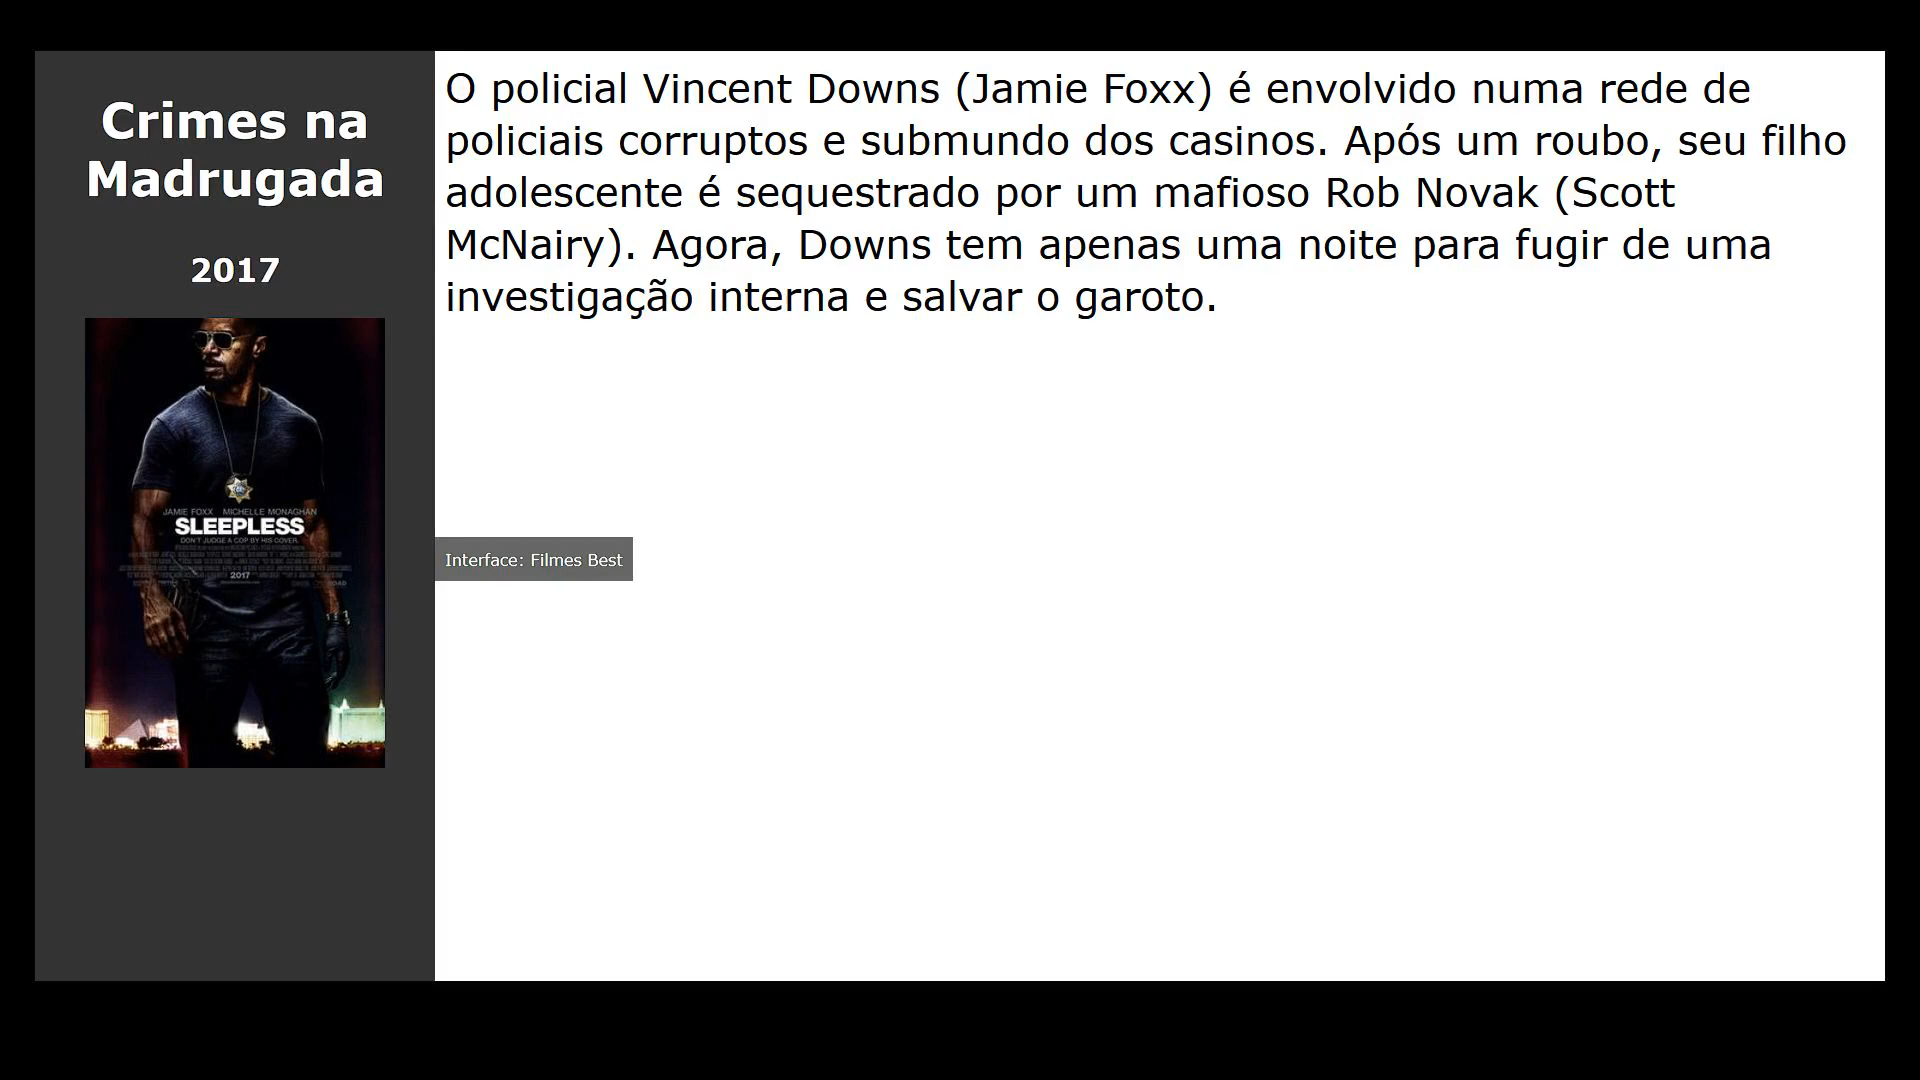 Crimes na
Madrugada
2017
JAMIE FOXX MICHELLE MONAGHAN
SLEEPLESS
DON'T JUDGE A COP BY HIS COVER.
2017
O policial Vincent Downs (Jamie Foxx) é envolvido numa rede de
policiais corruptos e submundo dos casinos. Após um roubo, seu filho
adolescente é sequestrado por um mafioso Rob Novak (Scott
McNairy). Agora, Downs tem apenas uma noite para fugir de uma
investigação interna e salvar o garoto.
Interface: Filmes Best